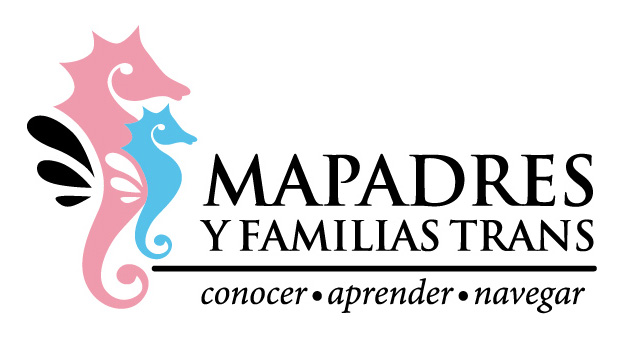 MAPADRES
Y FAMILIAS TRANS
conocer • aprender • navegar